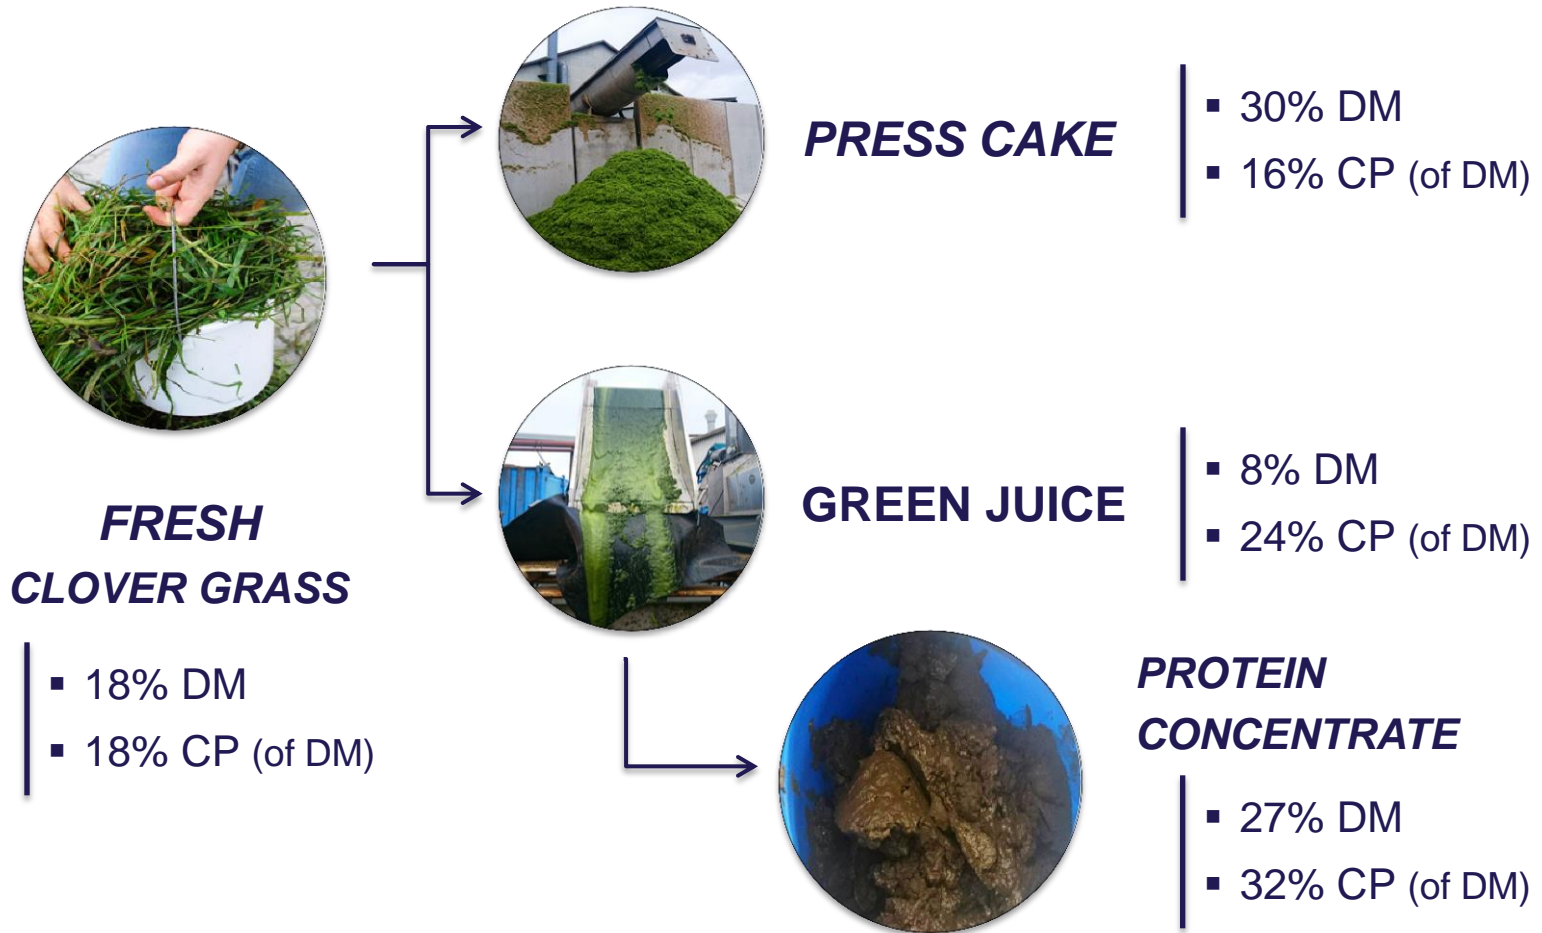 FRESH
CLOVER GRASS
▪ 18% DM
▪ 18% CP (of DM)
PRESS CAKE
▪ 30% DM
▪ 16% CP (of DM)
GREEN JUICE
▪ 8% DM
▪ 24% CP (of DM)
PROTEIN
CONCENTRATE
▪ 27% DM
▪ 32% CP (of DM)